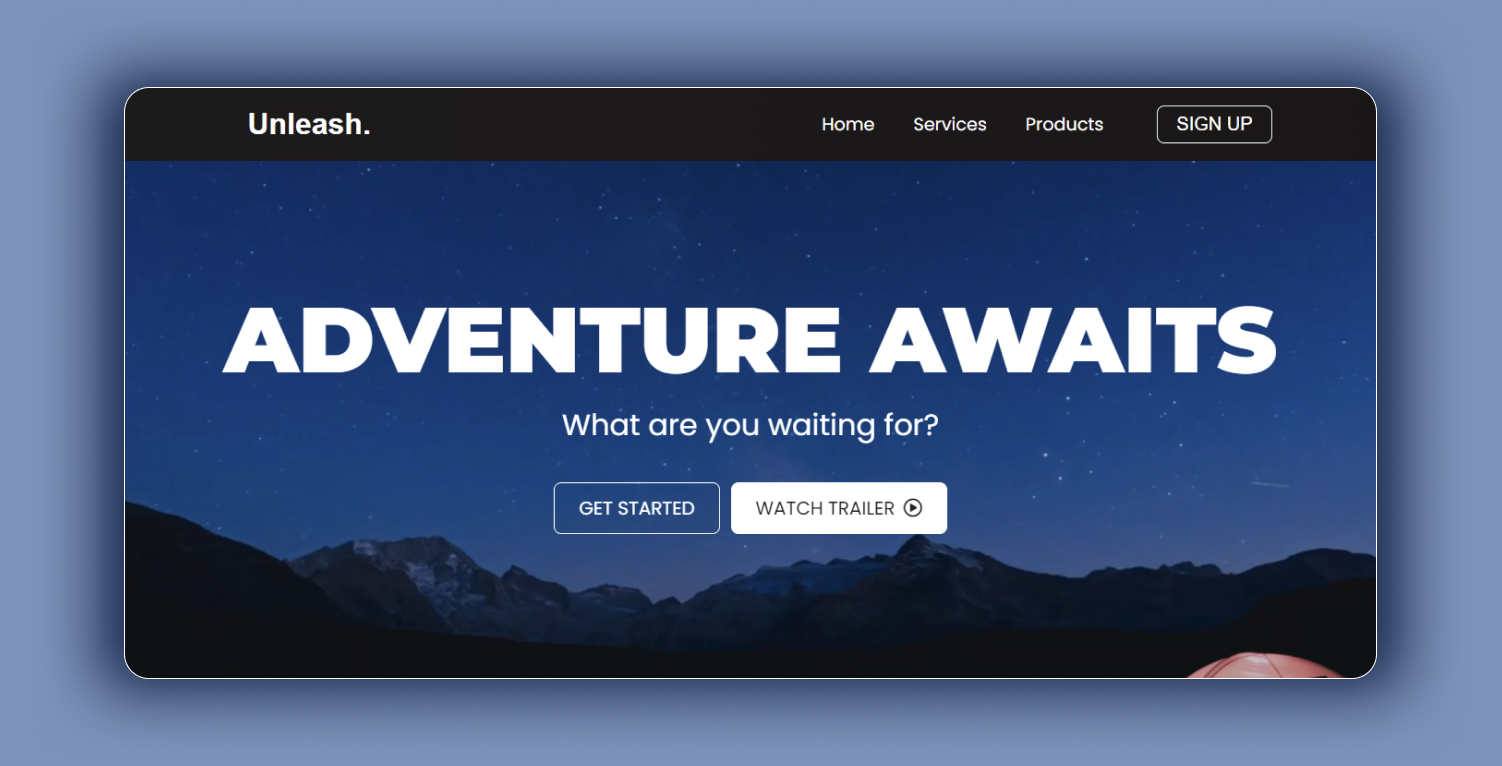 Unleash.
Home Services Products SIGN UP
ADVENTURE AWAITS
What are you waiting for?
GET STARTED WATCH TRAILER